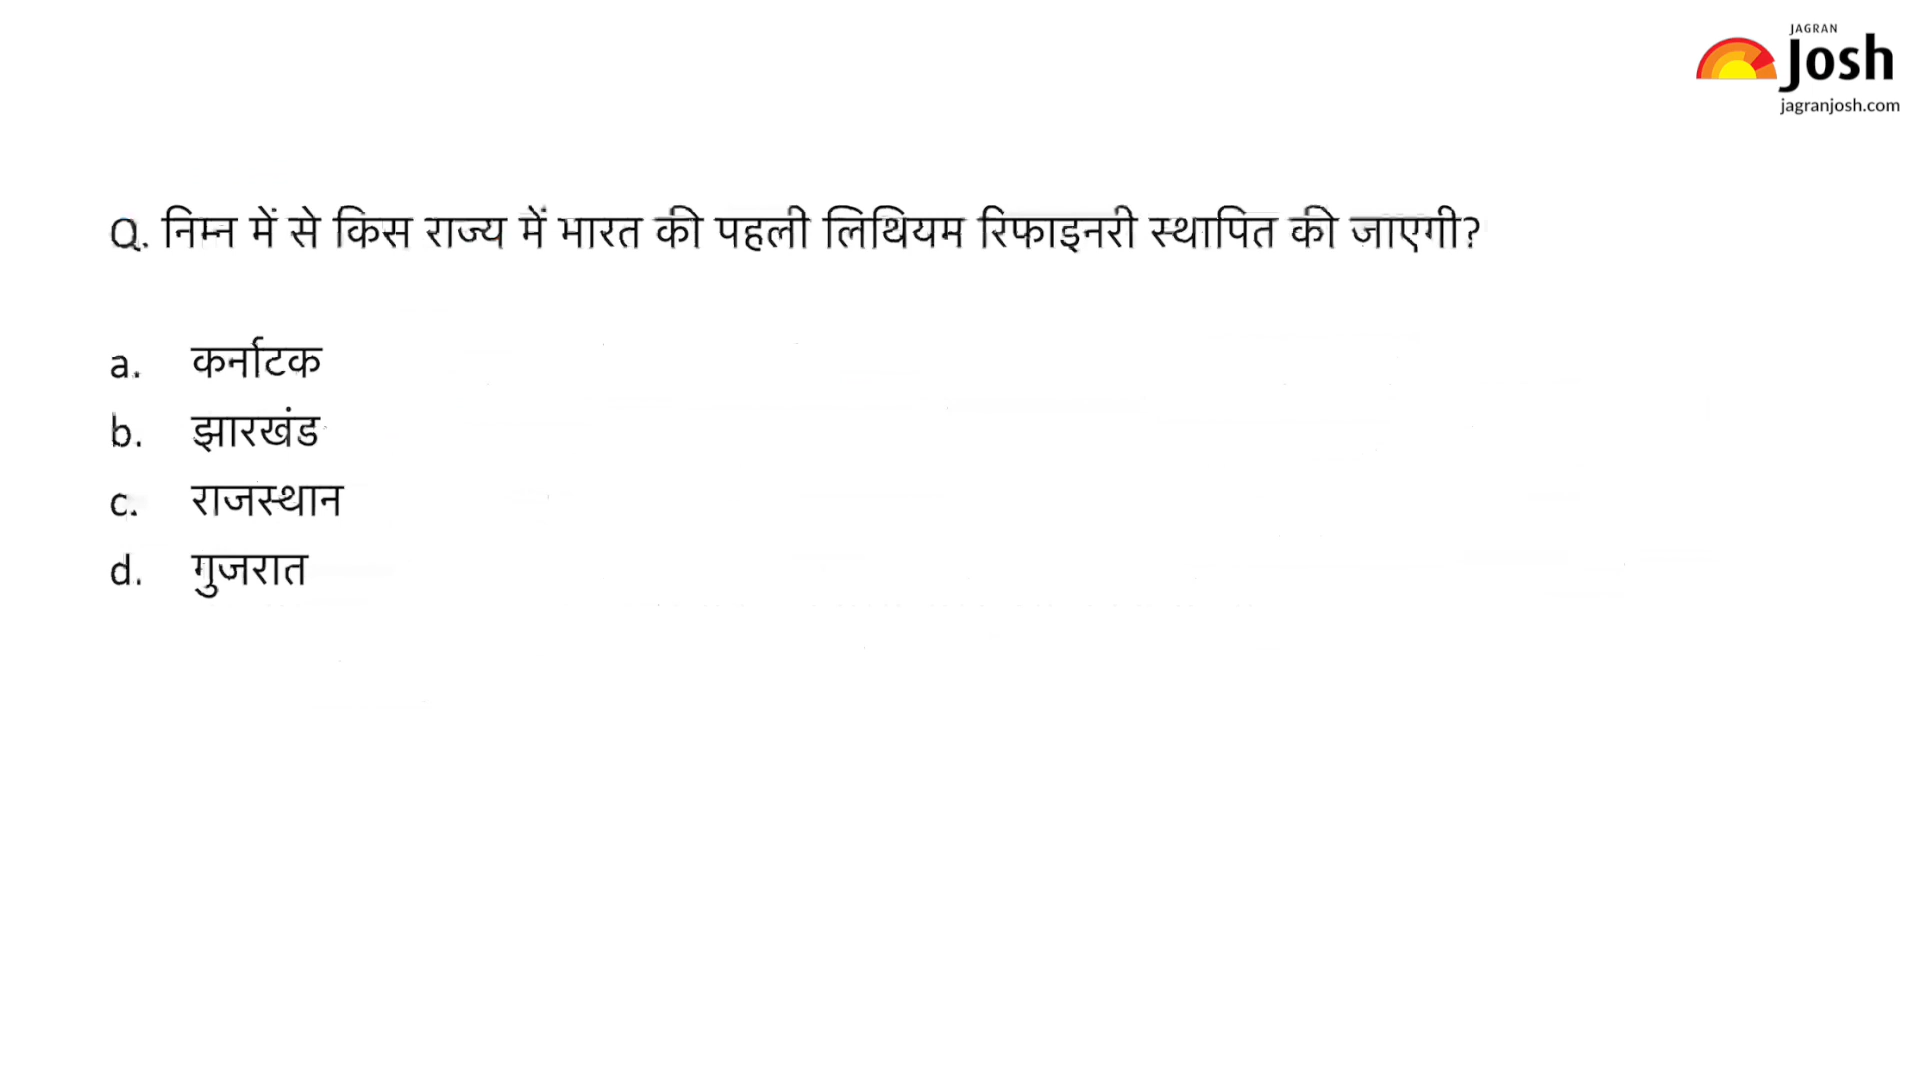 JAGRAN
Josh
jagranjosh.com
Q. निम्न में से किस राज्य में भारत की पहली लिथियम रिफाइनरी स्थापित की जाएगी?
a. कर्नाटक
b. झारखंड
c. राजस्थान
d. गुजरात